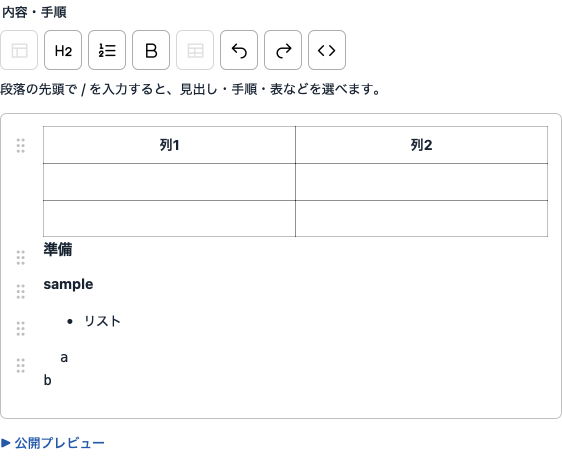 内容・手順
H2
B
段落の先頭で / を入力すると、見出し・手順・表などを選べます。
列1 列2
準備
sample
• リスト
a
b
▶ 公開プレビュー